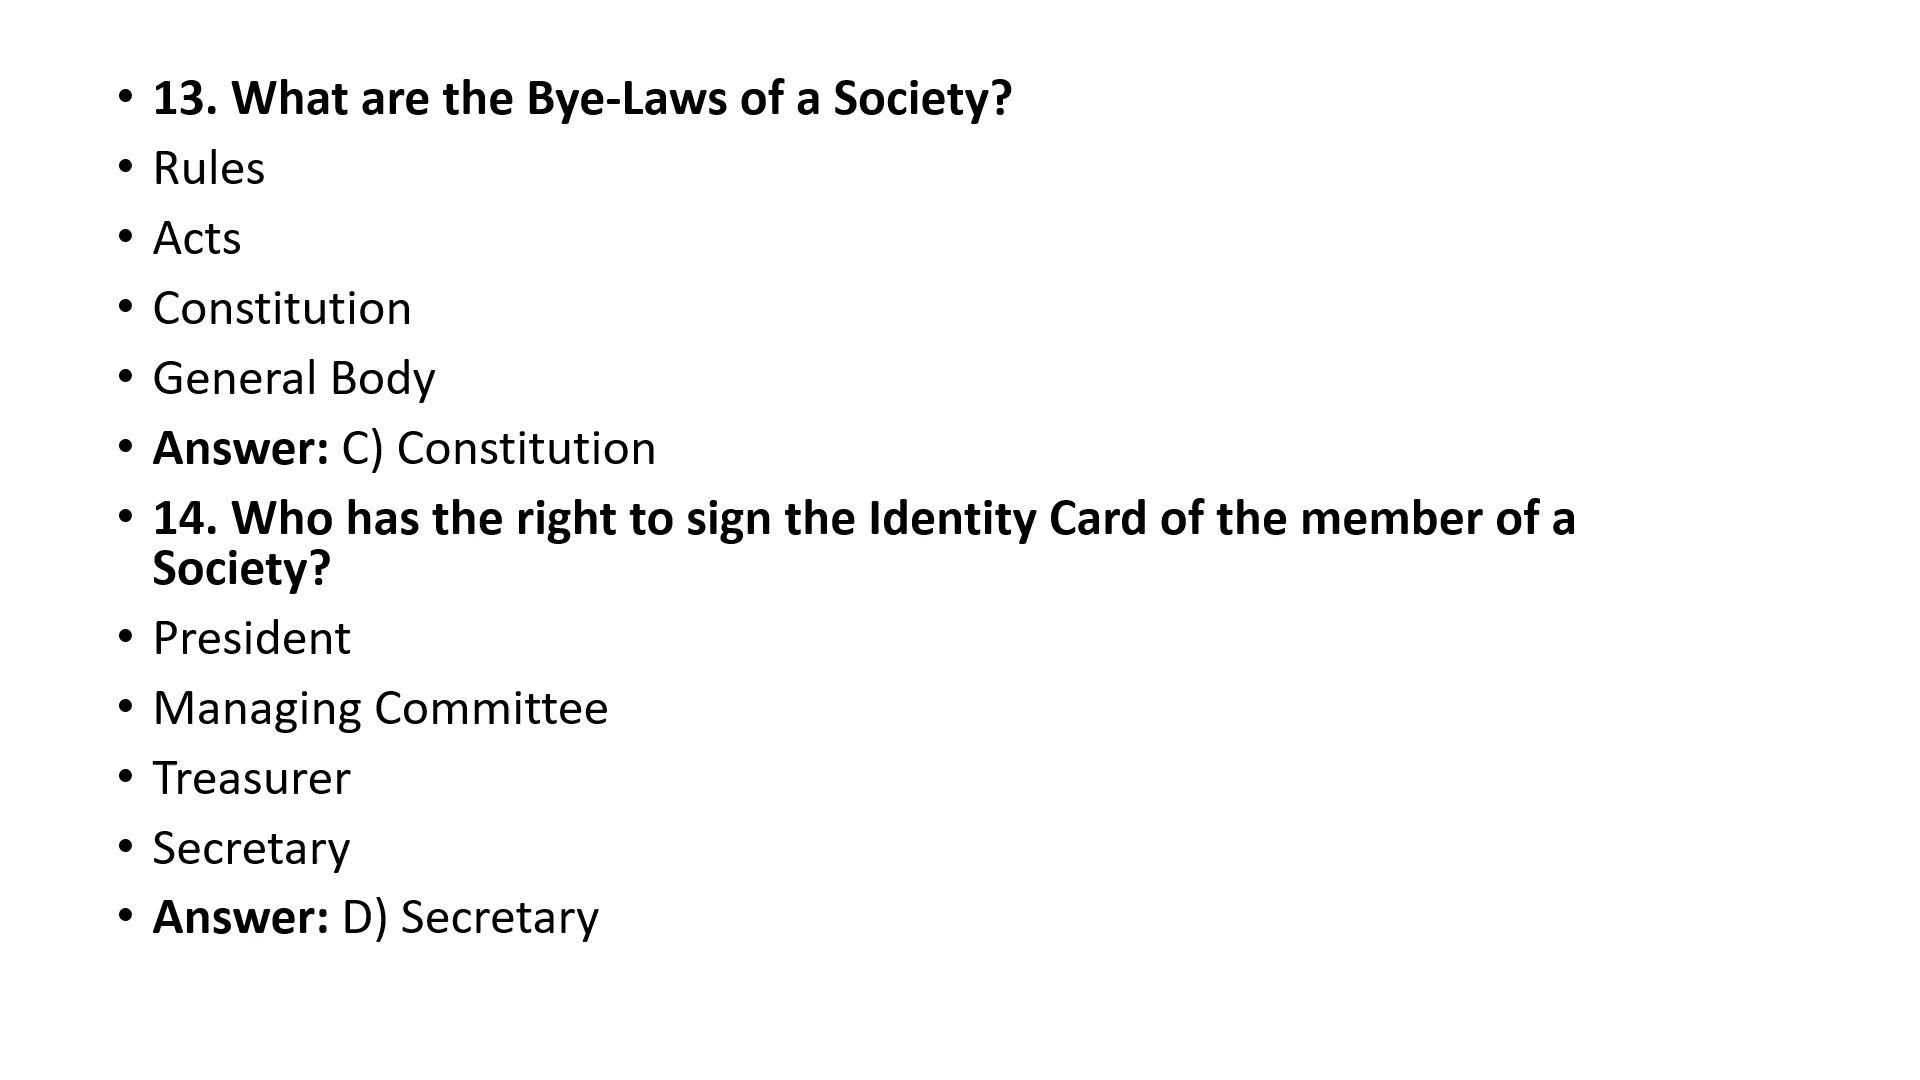 • 13. What are the Bye-Laws of a Society?
• Rules
• Acts
• Constitution
• General Body
• Answer: C) Constitution
• 14. Who has the right to sign the Identity Card of the member of a
Society?
• President
• Managing Committee
• Treasurer
• Secretary
• Answer: D) Secretary